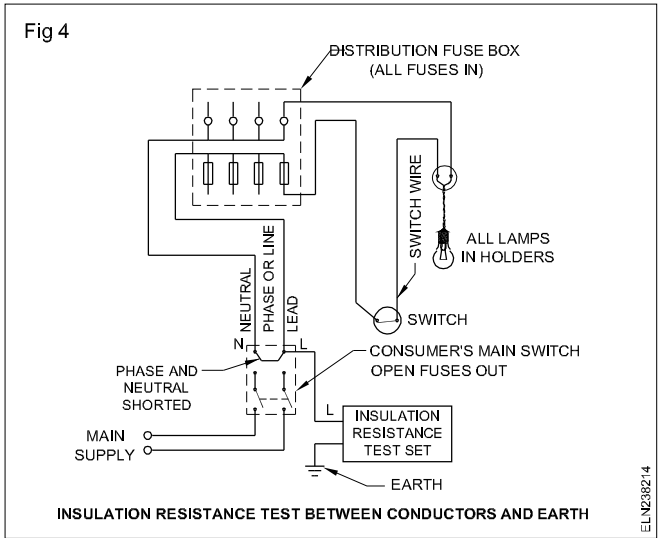 Fig 4
DISTRIBUTION FUSE BOX
(ALL FUSES IN)
SWITCH WIRE
ALL LAMPS
IN HOLDERS
NEUTRAL
PHASE OR LINE
LEAD
SWITCH
N
L
CONSUMER'S MAIN SWITCH
OPEN FUSES OUT
PHASE AND
NEUTRAL
SHORTED
L
INSULATION
RESISTANCE
TEST SET
MAIN
SUPPLY
EARTH
INSULATION RESISTANCE TEST BETWEEN CONDUCTORS AND EARTH
ELN238214